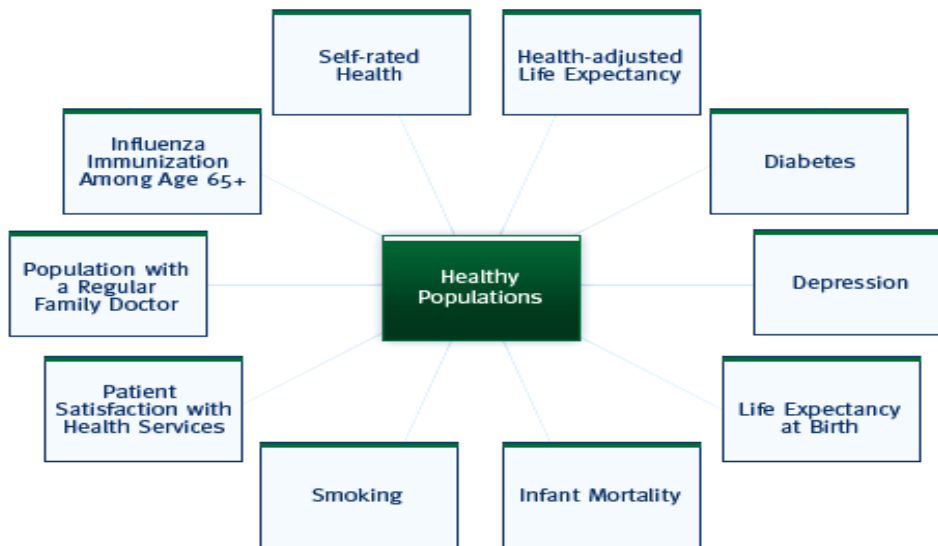 Self-rated
Health
Health-adjusted
Life Expectancy
Influenza
Immunization
Among Age 65+
Diabetes
Population with
a Regular
Family Doctor
Healthy
Populations
Depression
Patient
Satisfaction with
Health Services
Life Expectancy
at Birth
Smoking
Infant Mortality